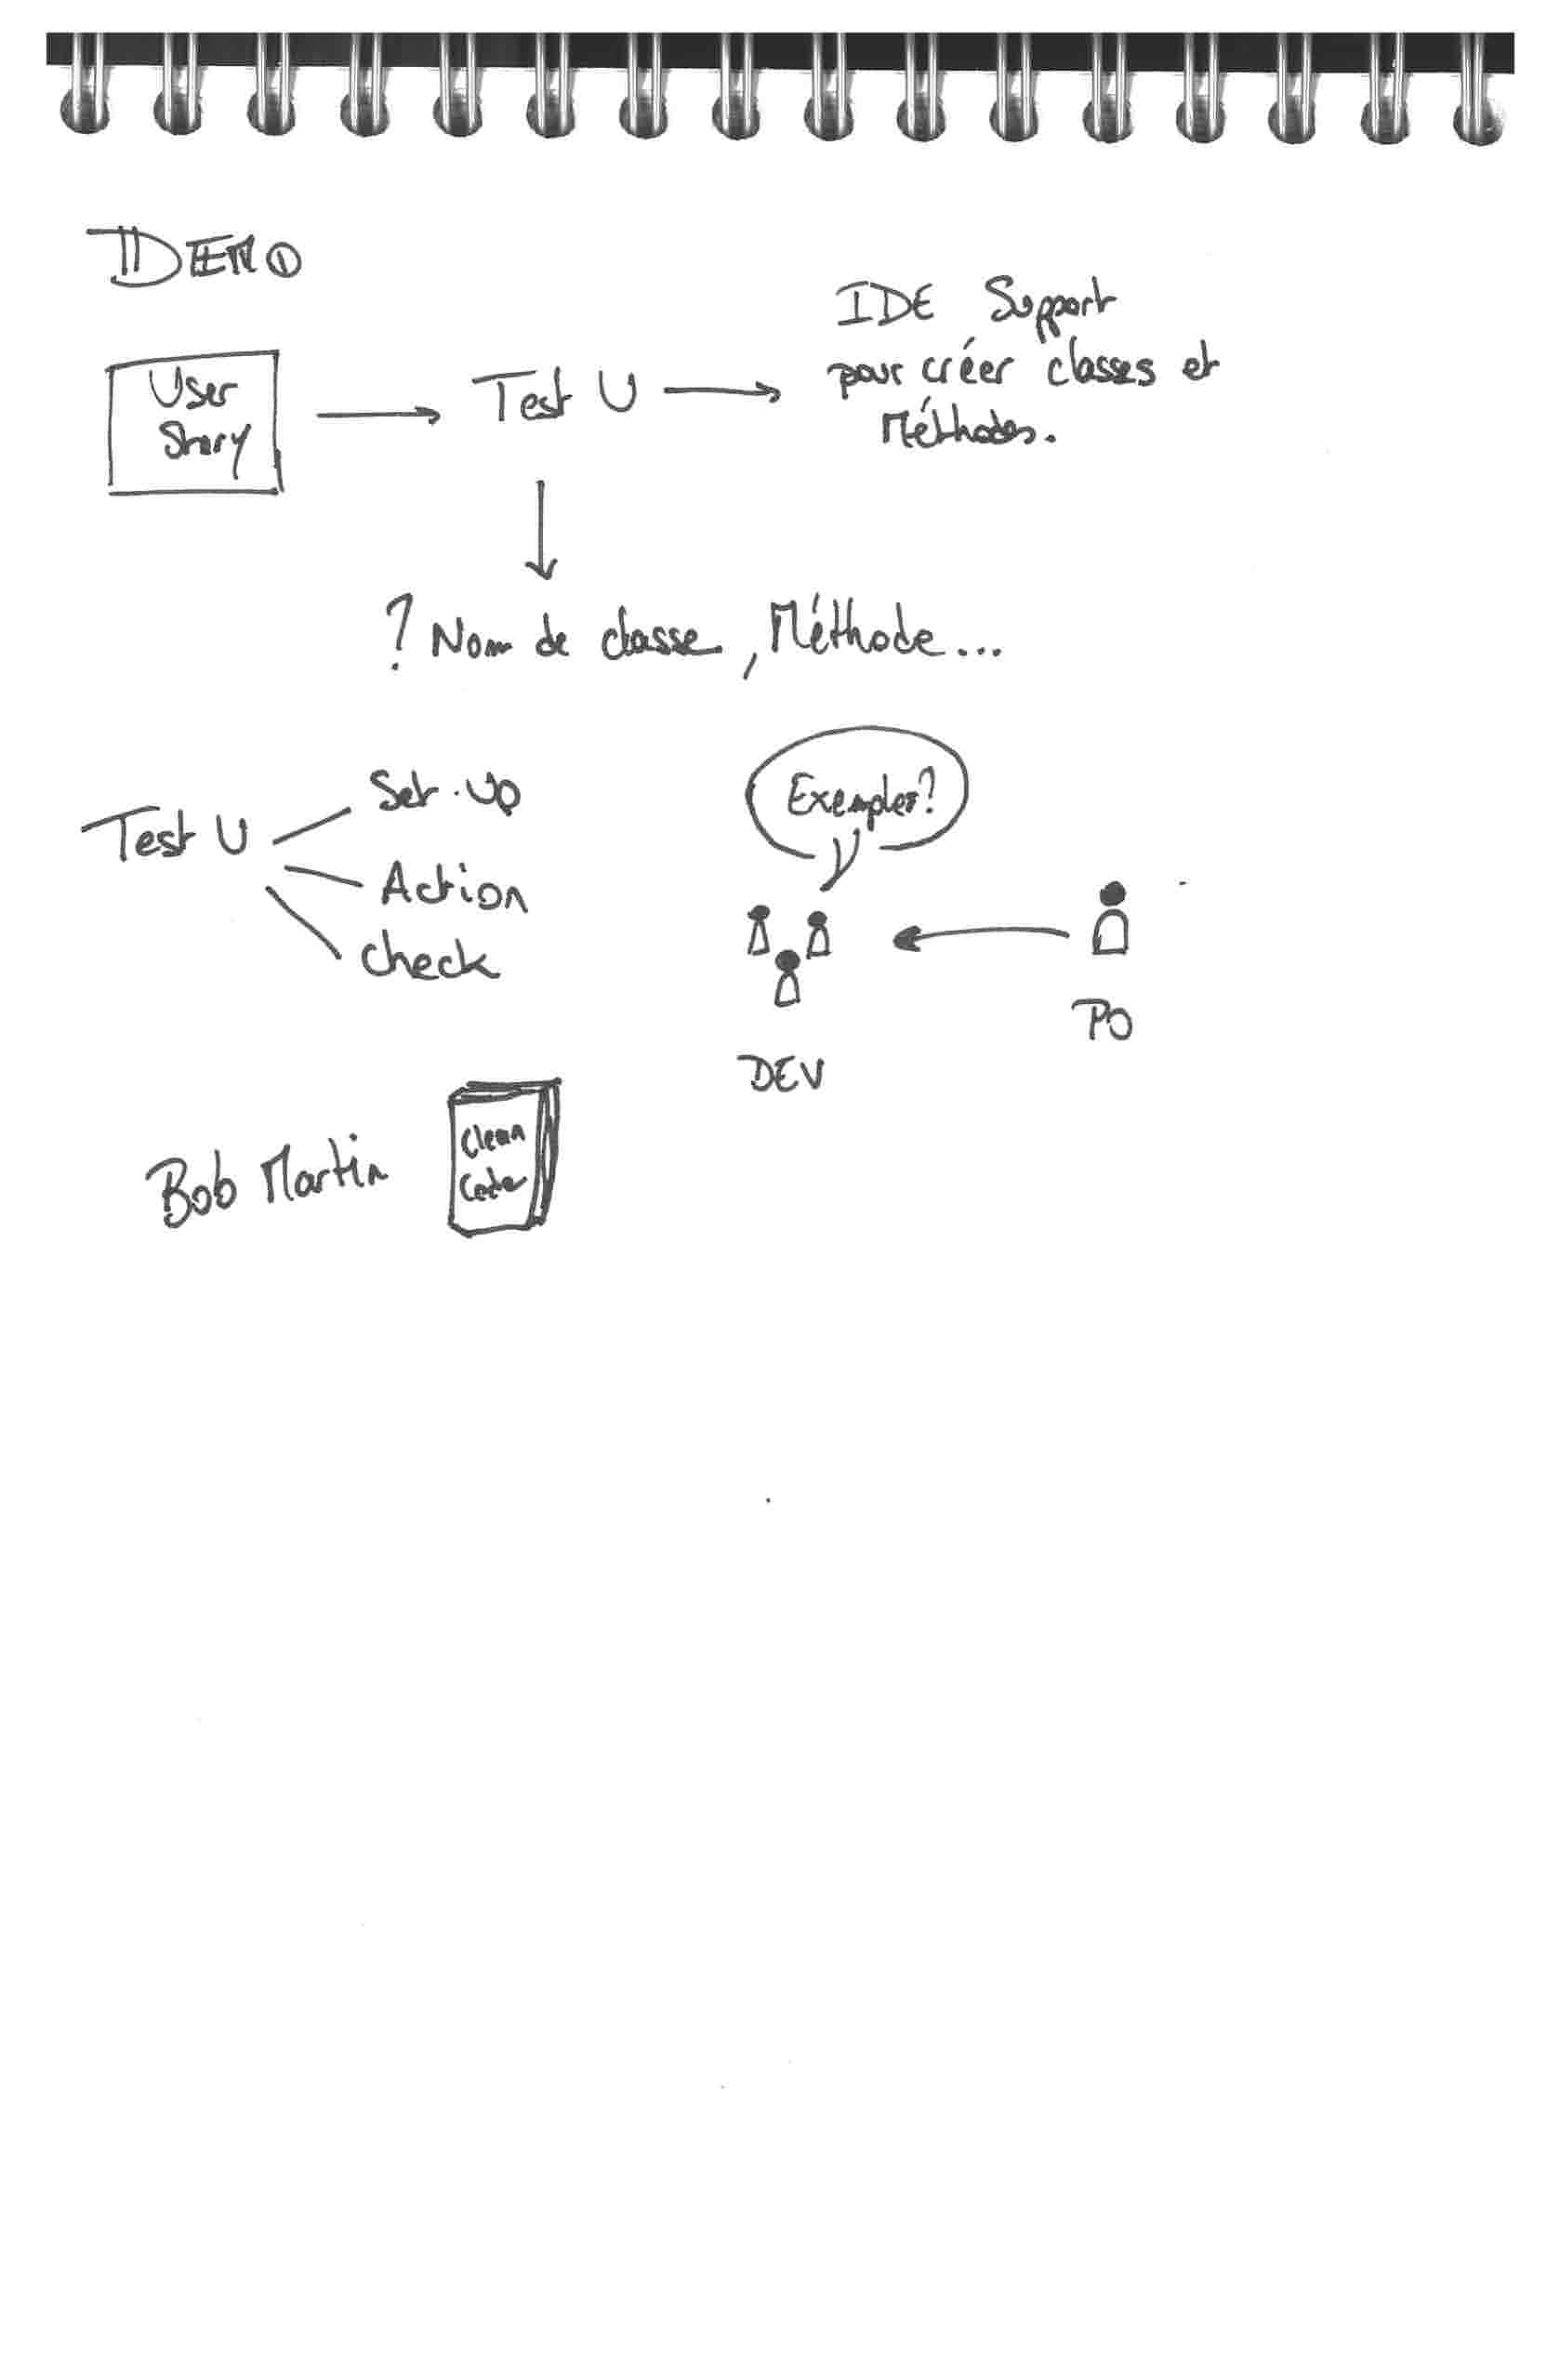 DEMO
User
Story
Test U
IDE Support
pour créer classes et
Méthodes.
? Nom de classe, Méthode...
Test U
Set-Up
Action
check
Exemples?
DEV
PO
Bob Martin
Clean
Code